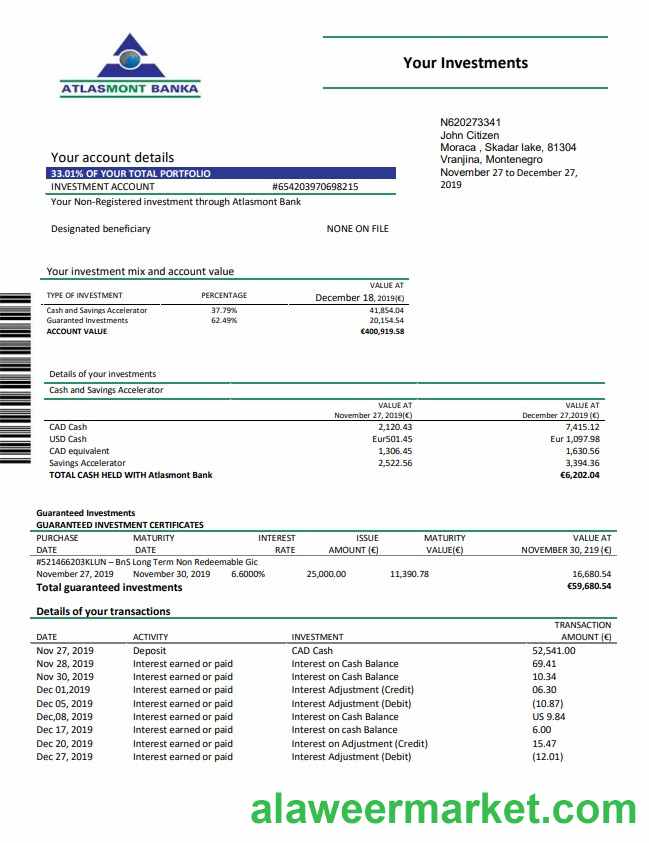 ATLASMONT BANKA
Your Investments
N620273341
John Citizen
Moraca , Skadar lake, 81304
Vranjina, Montenegro
November 27 to December 27,
2019
Your account details
33.01% OF YOUR TOTAL PORTFOLIO
INVESTMENT ACCOUNT #654203970698215
Your Non-Registered investment through Atlasmont Bank
Designated beneficiary NONE ON FILE
Your investment mix and account value
VALUE AT
TYPE OF INVESTMENT PERCENTAGE December 18, 2019(€)
Cash and Savings Accelerator 37.79% 41,854.04
Guaranted Investments 62.49% 20,154.54
ACCOUNT VALUE €400,919.58
Details of your investments
Cash and Savings Accelerator
VALUE AT VALUE AT
November 27, 2019(€) December 27,2019 (€)
CAD Cash 2,120.43 7,415.12
USD Cash Eur501.45 Eur 1,097.98
CAD equivalent 1,306.45 1,630.56
Savings Accelerator 2,522.56 3,394.36
TOTAL CASH HELD WITH Atlasmont Bank €6,202.04
Guaranteed Investments
GUARANTEED INVESTMENT CERTIFICATES
PURCHASE MATURITY INTEREST ISSUE MATURITY VALUE AT
DATE DATE RATE AMOUNT (€) VALUE(€) NOVEMBER 30, 219 (€)
#521466203KLUN – BnS Long Term Non Redeemable Gic
November 27, 2019 November 30, 2019 6.6000% 25,000.00 11,390.78 16,680.54
Total guaranteed investments €59,680.54
Details of your transactions
TRANSACTION
DATE ACTIVITY INVESTMENT AMOUNT (€)
Nov 27, 2019 Deposit CAD Cash 52,541.00
Nov 28, 2019 Interest earned or paid Interest on Cash Balance 69.41
Nov 30, 2019 Interest earned or paid Interest on Cash Balance 10.34
Dec 01,2019 Interest earned or paid Interest Adjustment (Credit) 06.30
Dec 05, 2019 Interest earned or paid Interest Adjustment (Debit) (10.87)
Dec,08, 2019 Interest earned or paid Interest on Cash Balance US 9.84
Dec 17, 2019 Interest earned or paid Interest on cash Balance 6.00
Dec 20, 2019 Interest earned or paid Interest on Adjustment (Credit) 15.47
Dec 27, 2019 Interest earned or paid Interest Adjustment (Debit) (12.01)
alaweermarket.com